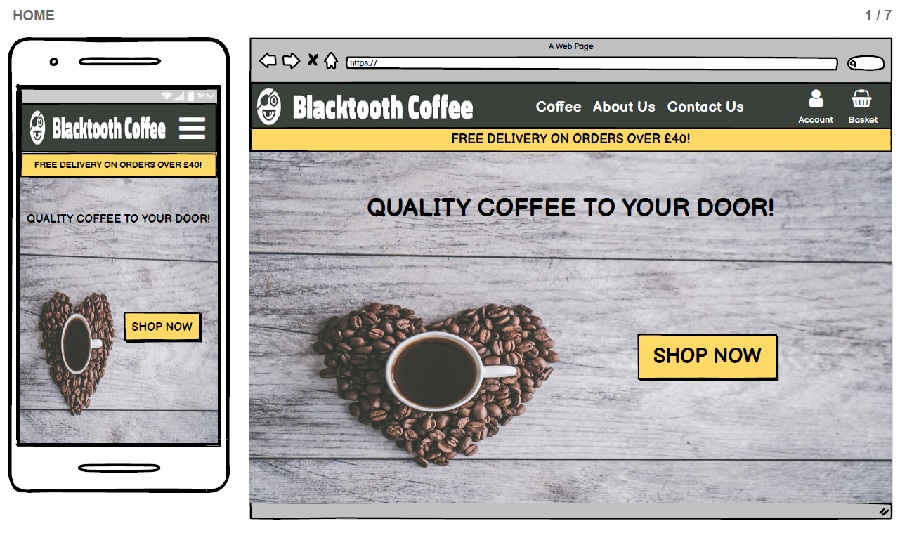 HOME
1 / 7
Blacktooth Coffee
FREE DELIVERY ON ORDERS OVER £40!
QUALITY COFFEE TO YOUR DOOR!
SHOP NOW
A Web Page
https://
Blacktooth Coffee
Coffee About Us Contact Us
Account Basket
FREE DELIVERY ON ORDERS OVER £40!
QUALITY COFFEE TO YOUR DOOR!
SHOP NOW